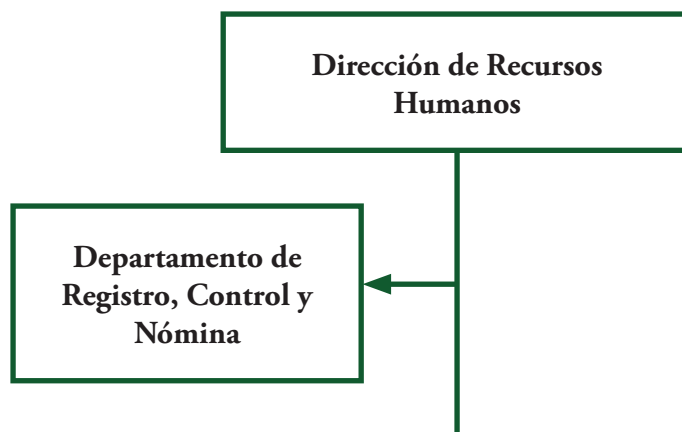 Dirección de Recursos
Humanos
Departamento de
Registro, Control y
Nómina